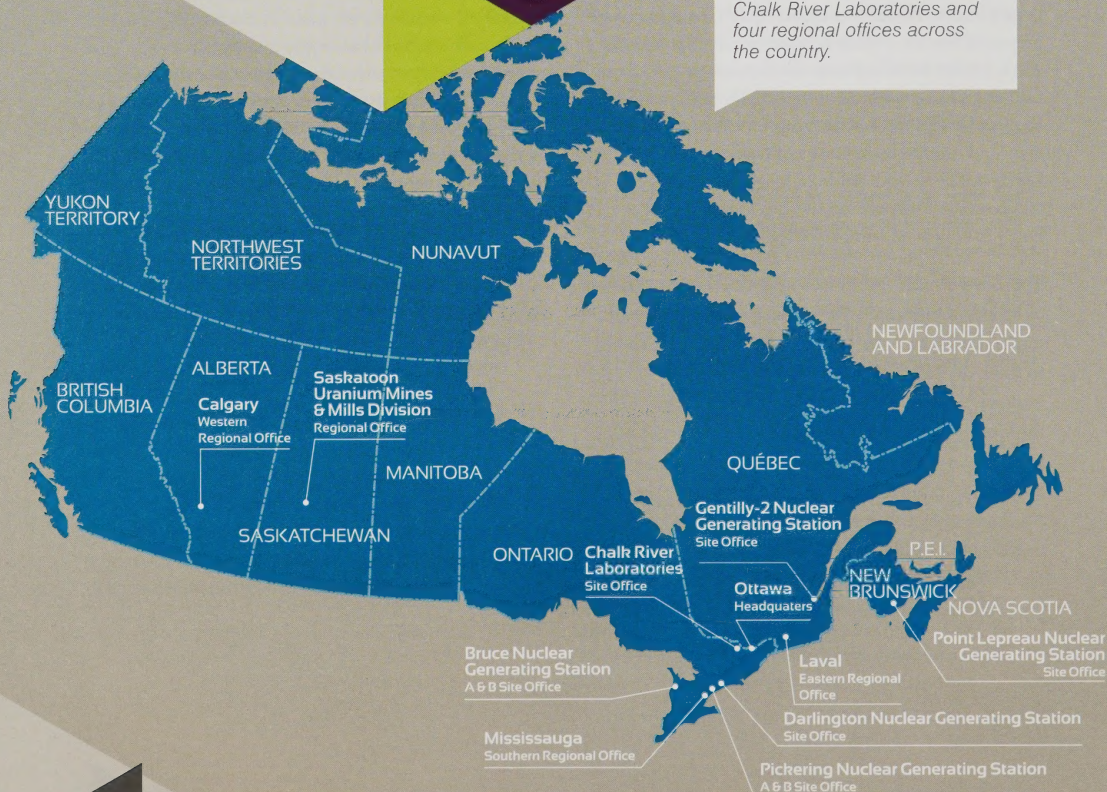 Chalk River Laboratories and
four regional offices across
the country.
YUKON
TERRITORY
NORTHWEST
TERRITORIES
NUNAVUT
NEWFOUNDLAND
AND LABRADOR
BRITISH
COLUMBIA
ALBERTA
Calgary
Western
Regional Office
Saskatoon
Uranium Mines
& Mills Division
Regional Office
MANITOBA
SASKATCHEWAN
ONTARIO
QUÉBEC
Gentilly-2 Nuclear
Generating Station
Site Office
Chalk River
Laboratories
Site Office
Ottawa
Headquaters
P.E.I.
NEW
BRUNSWICK
NOVA SCOTIA
Point Lepreau Nuclear
Generating Station
Site Office
Bruce Nuclear
Generating Station
A & B Site Office
Laval
Eastern Regional
Office
Darlington Nuclear Generating Station
Site Office
Mississauga
Southern Regional Office
Pickering Nuclear Generating Station
A & B Site Office